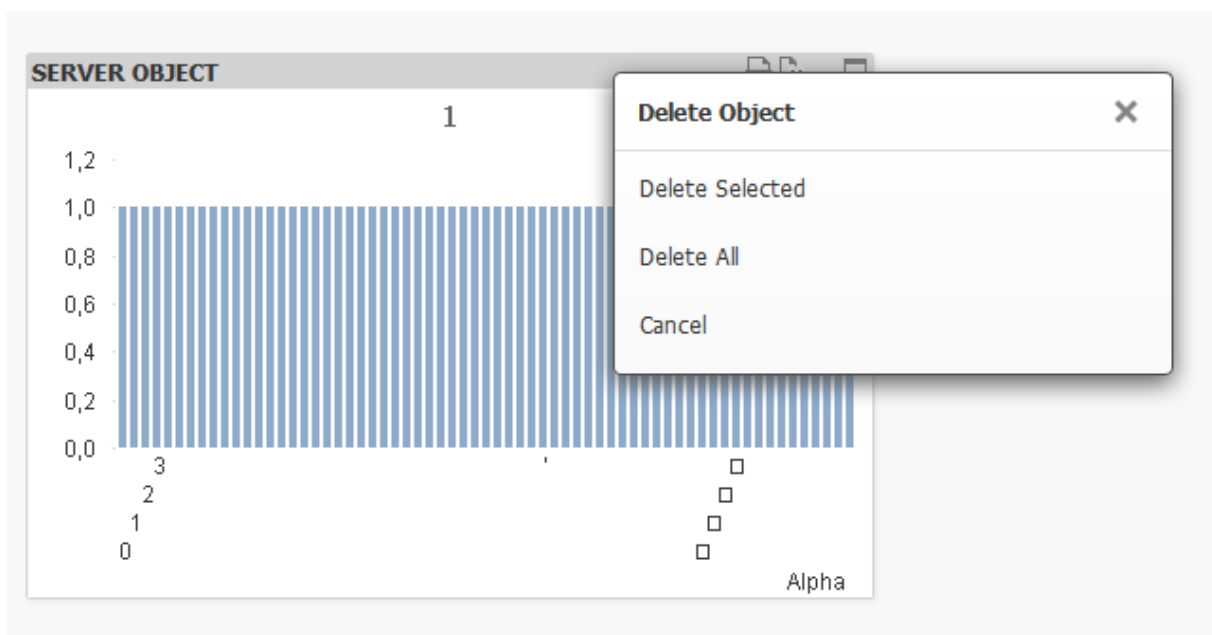 SERVER OBJECT
1
Delete Object
Delete Selected
Delete All
Cancel
1,2
1,0
0,8
0,6
0,4
0,2
0,0
3
'
2
1
0
Alpha